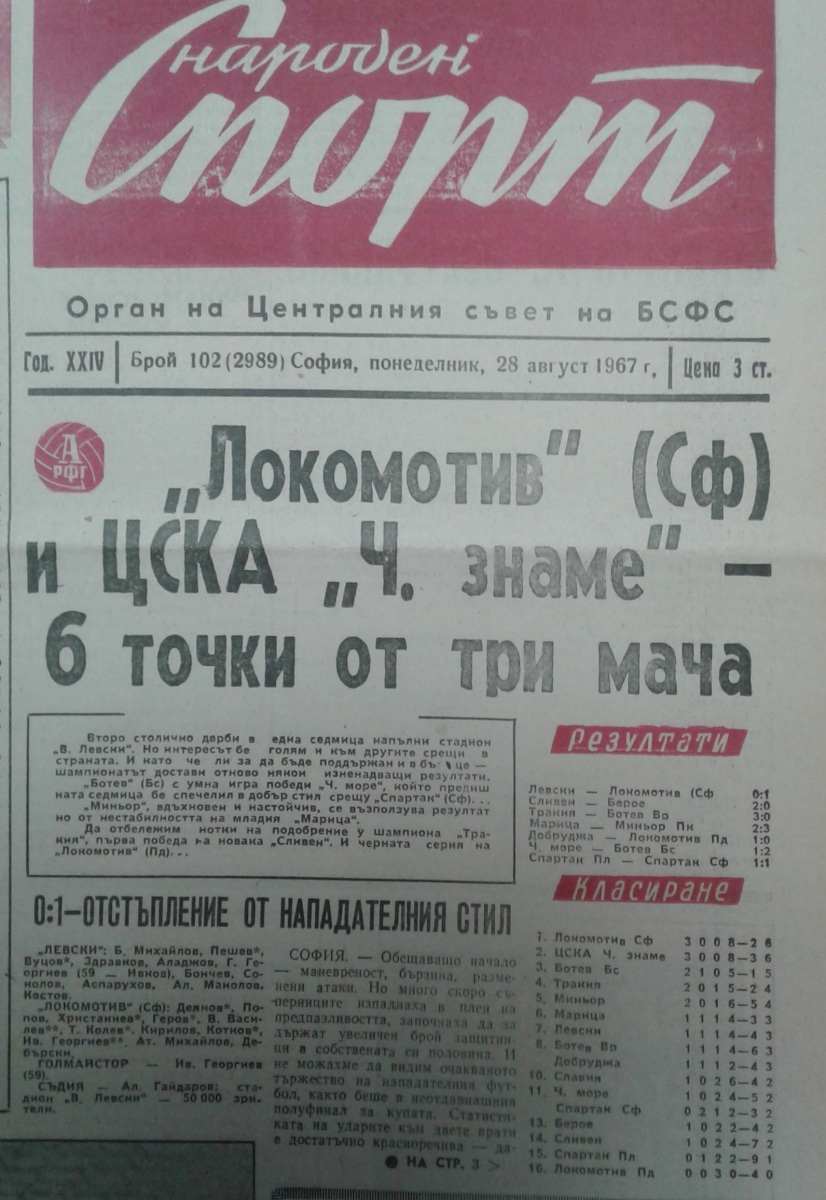 народен
Спорт
Орган на Централния съвет на БСФС
Год. XXIV
Брой 102 (2989) София, понеделник, 28 август 1967 г.
Цена 3 ст.
А
РФГ
„Локомотив" (Сф)
и ЦСКА „Ч. знаме" –
6 точки от три мача
Второ столично дерби в една седмица напълни стадион
„В. Левски". Но интересът бе голям и към другите срещи в
страната. И като че ли за да бъде поддържан и в бъ це —
шампионатът достави отново някои изненадващи резултати.
„Ботев" (Бс) с умна игра победи „Ч. море", който предиш
ната седмица бе спечелил в добър стил срещу „Спартак" (Сф)...
„Миньор", вдъхновен и настойчив, се възползува резултат
но от нестабилността на младия „Марица".
Да отбележим нотки на подобрение у шампиона „Тра-
кия", първа победа на новака „Сливен". И черната серия на
„Локомотив" (Пд)...
0:1–ОТСТЪПЛЕНИЕ ОТ НАПАДАТЕЛНИЯ СТИЛ
„ЛЕВСКИ": Б. Михайлов, Пешев*,
Вуцов*, Здравков, Аладжов, Г. Ге-
оргиев (59 — Ивков), Бончев, Со-
колов, Аспарухов, Ал. Манолов,
Костов.
„ЛОКОМОТИВ" (Сф): Деянов*, По-
пов, Християниев*, Геров*, В. Васи-
лев**, Т. Колев*, Кирилов, Котков*,
Ив. Георгиев**, Ат. Михайлов, Де-
бърски.
ГОЛМАЙСТОР — Ив. Георгиев
(59).
СЪДИЯ — Ал. Гайдаров; ста-
дион „В. Левски" — 50 000 зри-
тели.
СОФИЯ. — Обещаващо начало
— маневреност, бързина, разме-
нени атаки. Но много скоро съ-
перниците изпаднаха в плен на
предпазливостта, започнаха да за
държат увеличен брой защитни-
ци в собствената си половина. И
не можахме да видим очакваното
тържество на нападателния фут-
бол, както беше в неотдавнашния
полуфинал за купата. Статисти-
ката на ударите към двете врати
е достатъчно красноречива — да-
● НА СТР. 3 >
Резултати
Левски — Локомотив (Сф 0:1
Сливен — Берое 2:0
Тракия — Ботев Вр 3:0
Марица — Миньор Пк 2:3
Добруджа — Локомотив Пд 1:0
Ч. море — Ботев Бс 1:2
Спартак Пл — Спартак Сф 1:1
Класиране
1. Локомотив Сф 3 0 0 8—2 6
2. ЦСКА Ч. знаме 3 0 0 8—3 6
3. Ботев Бс 2 1 0 5—1 5
4. Тракия 2 0 1 5—2 4
5. Миньор 2 0 1 6—5 4
6. Марица 1 1 1 4—3 3
7. Левски 1 1 1 4—4 3
8. Ботев Вр 1 1 1 4—6 3
Добруджа 1 1 1 2—4 3
10. Славия 1 0 2 6—4 2
11. Ч. море 1 0 2 4—5 2
Спартак Сф 0 2 1 2—3 2
13. Берое 1 0 2 2—4 2
14. Сливен 1 0 2 4—7 2
15. Спартак Пл 0 1 2 2—9 1
16. Локомотив Пд 0 0 3 0—4 0